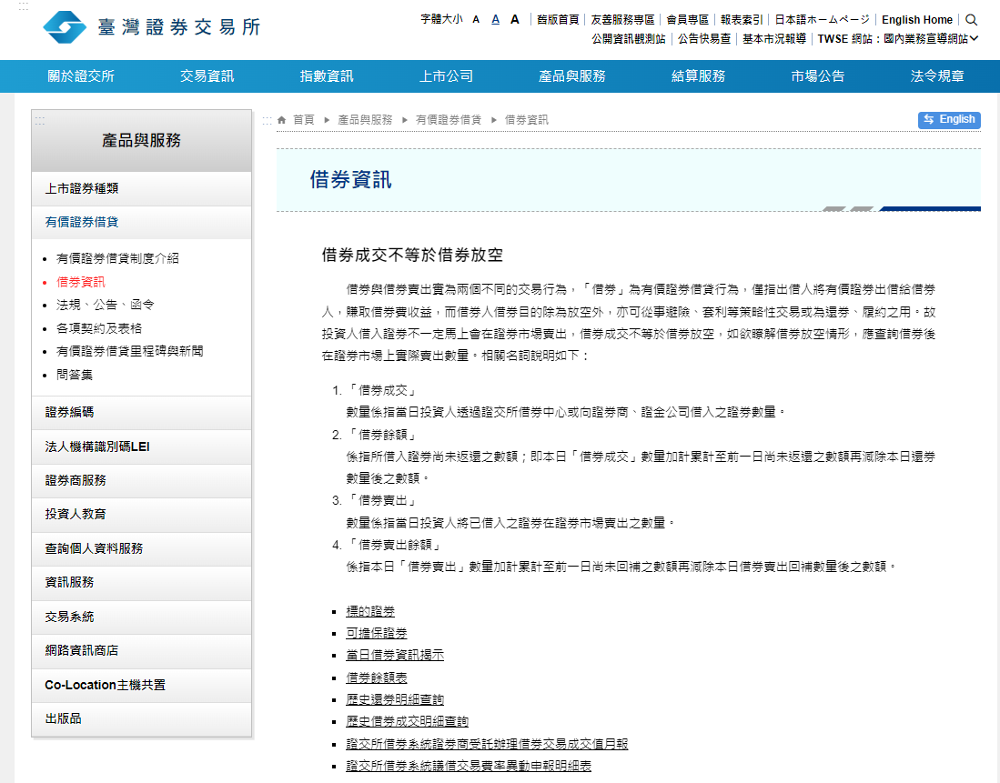 臺灣證券交易所
字體大小 A A A 舊版首頁 友善服務專區 會員專區 報表索引 日本語ホームページ English Home
公開資訊觀測站 公告快易查 基本市況報導 TWSE 網站：國內業務宣導網站
關於證交所 交易資訊 指數資訊 上市公司 產品與服務 結算服務 市場公告 法令規章
產品與服務
上市證券種類
有價證券借貸
有價證券借貸制度介紹
借券資訊
法規、公告、函令
各項契約及表格
有價證券借貸里程碑與新聞
問答集
證券編碼
法人機構識別碼LEI
證券商服務
投資人教育
查詢個人資料服務
資訊服務
交易系統
網路資訊商店
Co-Location主機共置
出版品
首頁 ▶ 產品與服務 ▶ 有價證券借貸 ▶ 借券資訊
English
借券資訊
借券成交不等於借券放空
借券與借券賣出實為兩個不同的交易行為，「借券」為有價證券借貸行為，僅指出借人將有價證券出借給借券
人，賺取借券費收益，而借券人借券目的除為放空外，亦可從事避險、套利等策略性交易或為還券、履約之用。故
投資人借入證券不一定馬上會在證券市場賣出，借券成交不等於借券放空，如欲瞭解借券放空情形，應查詢借券後
在證券市場上實際賣出數量。相關名詞說明如下：
1. 「借券成交」
數量係指當日投資人透過證交所借券中心或向證券商、證金公司借入之證券數量。
2. 「借券餘額」
係指所借入證券尚未返還之數額；即本日「借券成交」數量加計累計至前一日尚未返還之數額再減除本日還券
數量後之數額。
3. 「借券賣出」
數量係指當日投資人將已借入之證券在證券市場賣出之數量。
4. 「借券賣出餘額」
係指本日「借券賣出」數量加計累計至前一日尚未回補之數額再減除本日借券賣出回補數量後之數額。
標的證券
可擔保證券
當日借券資訊揭示
借券餘額表
歷史還券明細查詢
歷史借券成交明細查詢
證交所借券系統證券商受託辦理借券交易成交值月報
證交所借券系統議借交易費率異動申報明細表